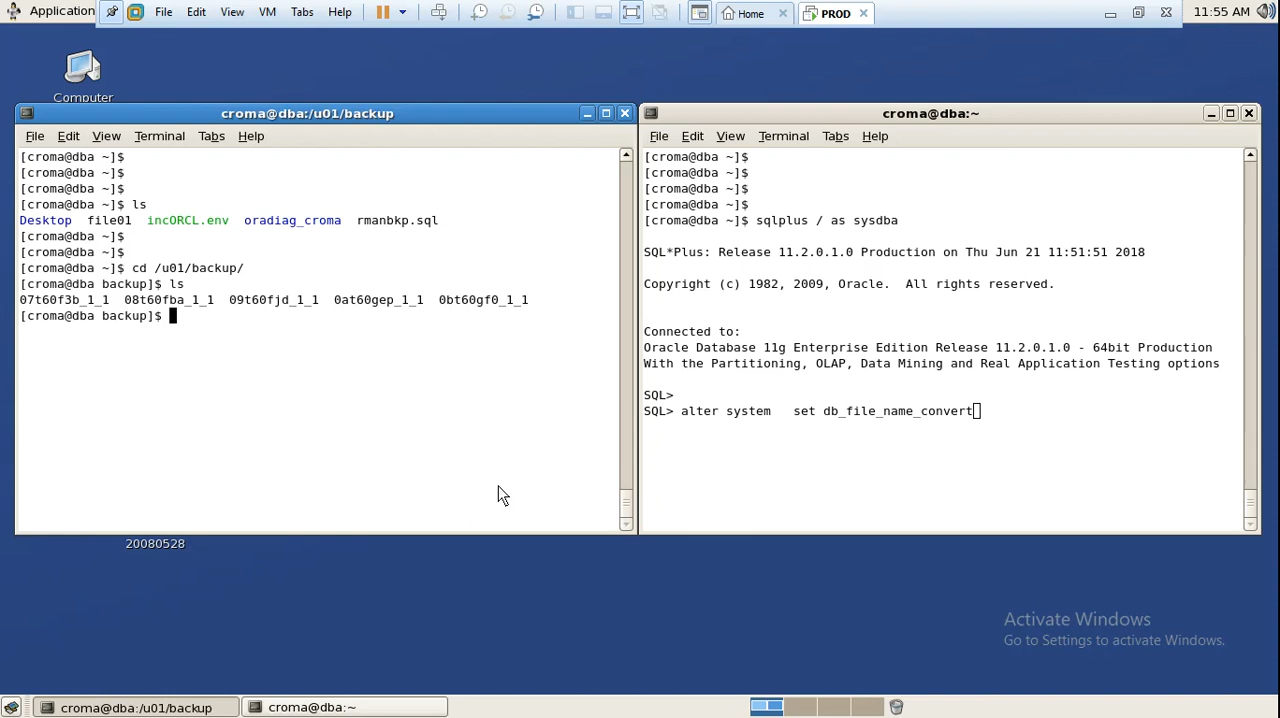 Application File Edit View VM Tabs Help Home PROD 11:55 AM
Computer
croma@dba:/u01/backup
File Edit View Terminal Tabs Help
[croma@dba ~]$
[croma@dba ~]$
[croma@dba ~]$
[croma@dba ~]$ ls
Desktop file01 incORCL.env oradiag_croma rmanbkp.sql
[croma@dba ~]$
[croma@dba ~]$
[croma@dba ~]$ cd /u01/backup/
[croma@dba backup]$ ls
07t60f3b_1_1 08t60fba_1_1 09t60fjd_1_1 0at60gep_1_1 0bt60gf0_1_1
[croma@dba backup]$
croma@dba:~
File Edit View Terminal Tabs Help
[croma@dba ~]$
[croma@dba ~]$
[croma@dba ~]$
[croma@dba ~]$
[croma@dba ~]$ sqlplus / as sysdba
SQL*Plus: Release 11.2.0.1.0 Production on Thu Jun 21 11:51:51 2018
Copyright (c) 1982, 2009, Oracle.  All rights reserved.
Connected to:
Oracle Database 11g Enterprise Edition Release 11.2.0.1.0 - 64bit Production
With the Partitioning, OLAP, Data Mining and Real Application Testing options
SQL>
SQL> alter system   set db_file_name_convert
20080528
Activate Windows
Go to Settings to activate Windows.
croma@dba:/u01/backup croma@dba:~